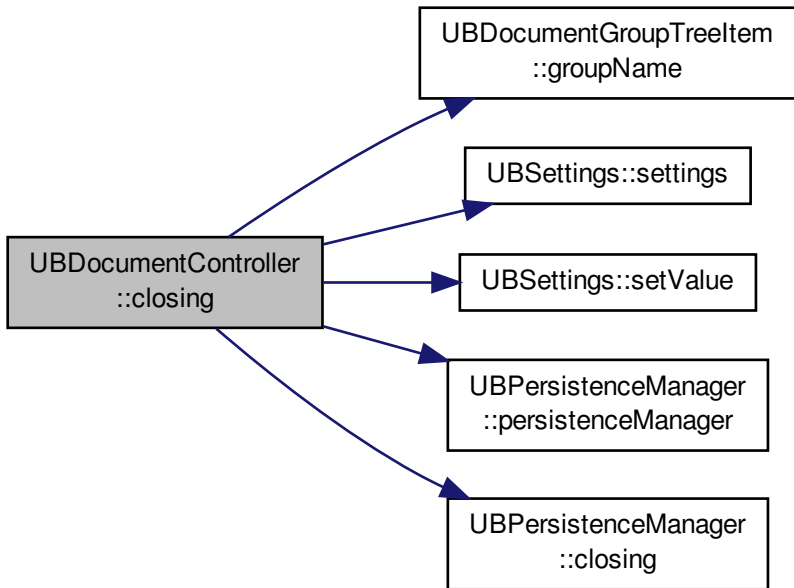 UBDocumentGroupTreeItem
::groupName
UBSettings::settings
UBDocumentController
::closing
UBSettings::setValue
UBPersistenceManager
::persistenceManager
UBPersistenceManager
::closing